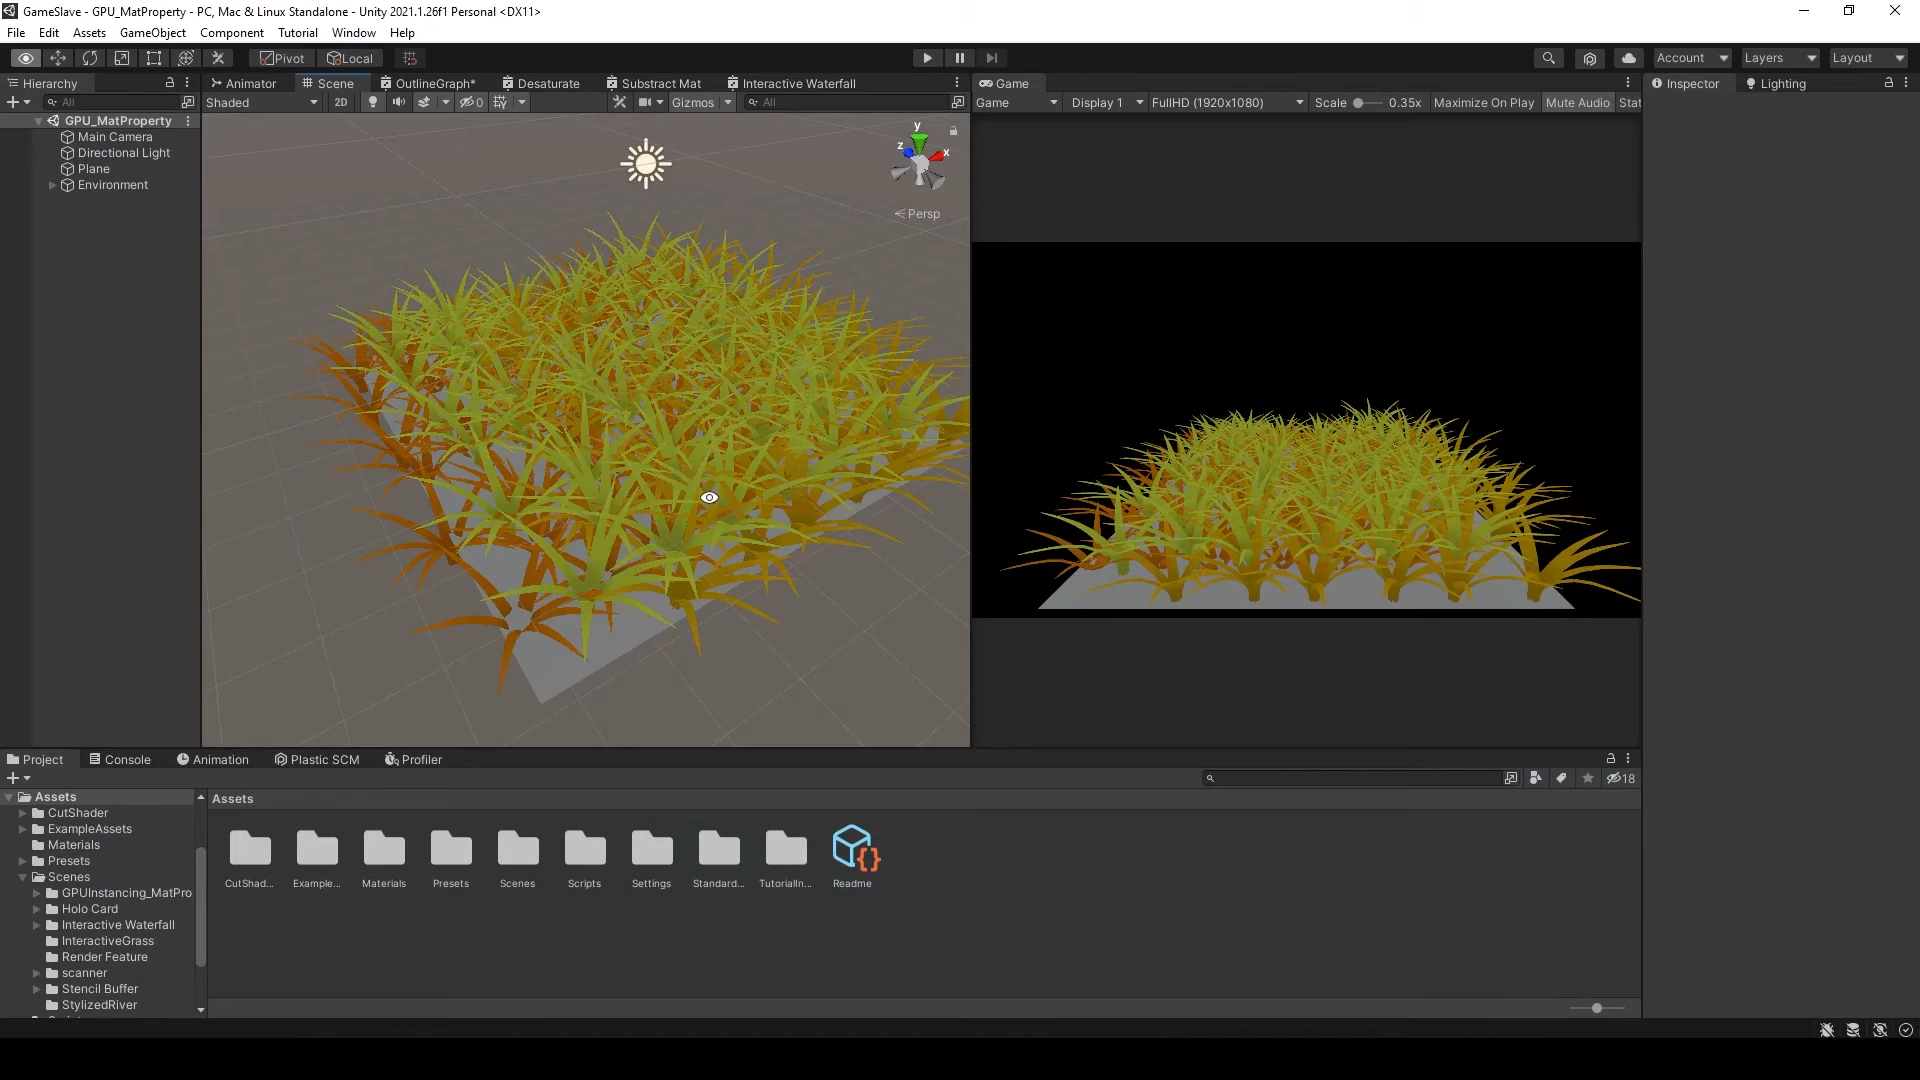 GameSlave - GPU_MatProperty - PC, Mac & Linux Standalone - Unity 2021.1.26f1 Personal <DX11>
File Edit Assets GameObject Component Tutorial Window Help
Pivot Local Account Layers Layout
Hierarchy Animator Scene OutlineGraph* Desaturate Substract Mat Interactive Waterfall Game Inspector Lighting
All Shaded 2D 0 Gizmos All Game Display 1 FullHD (1920x1080) Scale 0.35x Maximize On Play Mute Audio Stat
GPU_MatProperty
Main Camera
Directional Light
Plane
Environment
y
z x
Persp
Project Console Animation Plastic SCM Profiler
18
Assets
CutShader
ExampleAssets
Materials
Presets
Scenes
GPUInstancing_MatPro
Holo Card
Interactive Waterfall
InteractiveGrass
Render Feature
scanner
Stencil Buffer
StylizedRiver
Assets
CutShad... Example... Materials Presets Scenes Scripts Settings Standard... TutorialIn... Readme